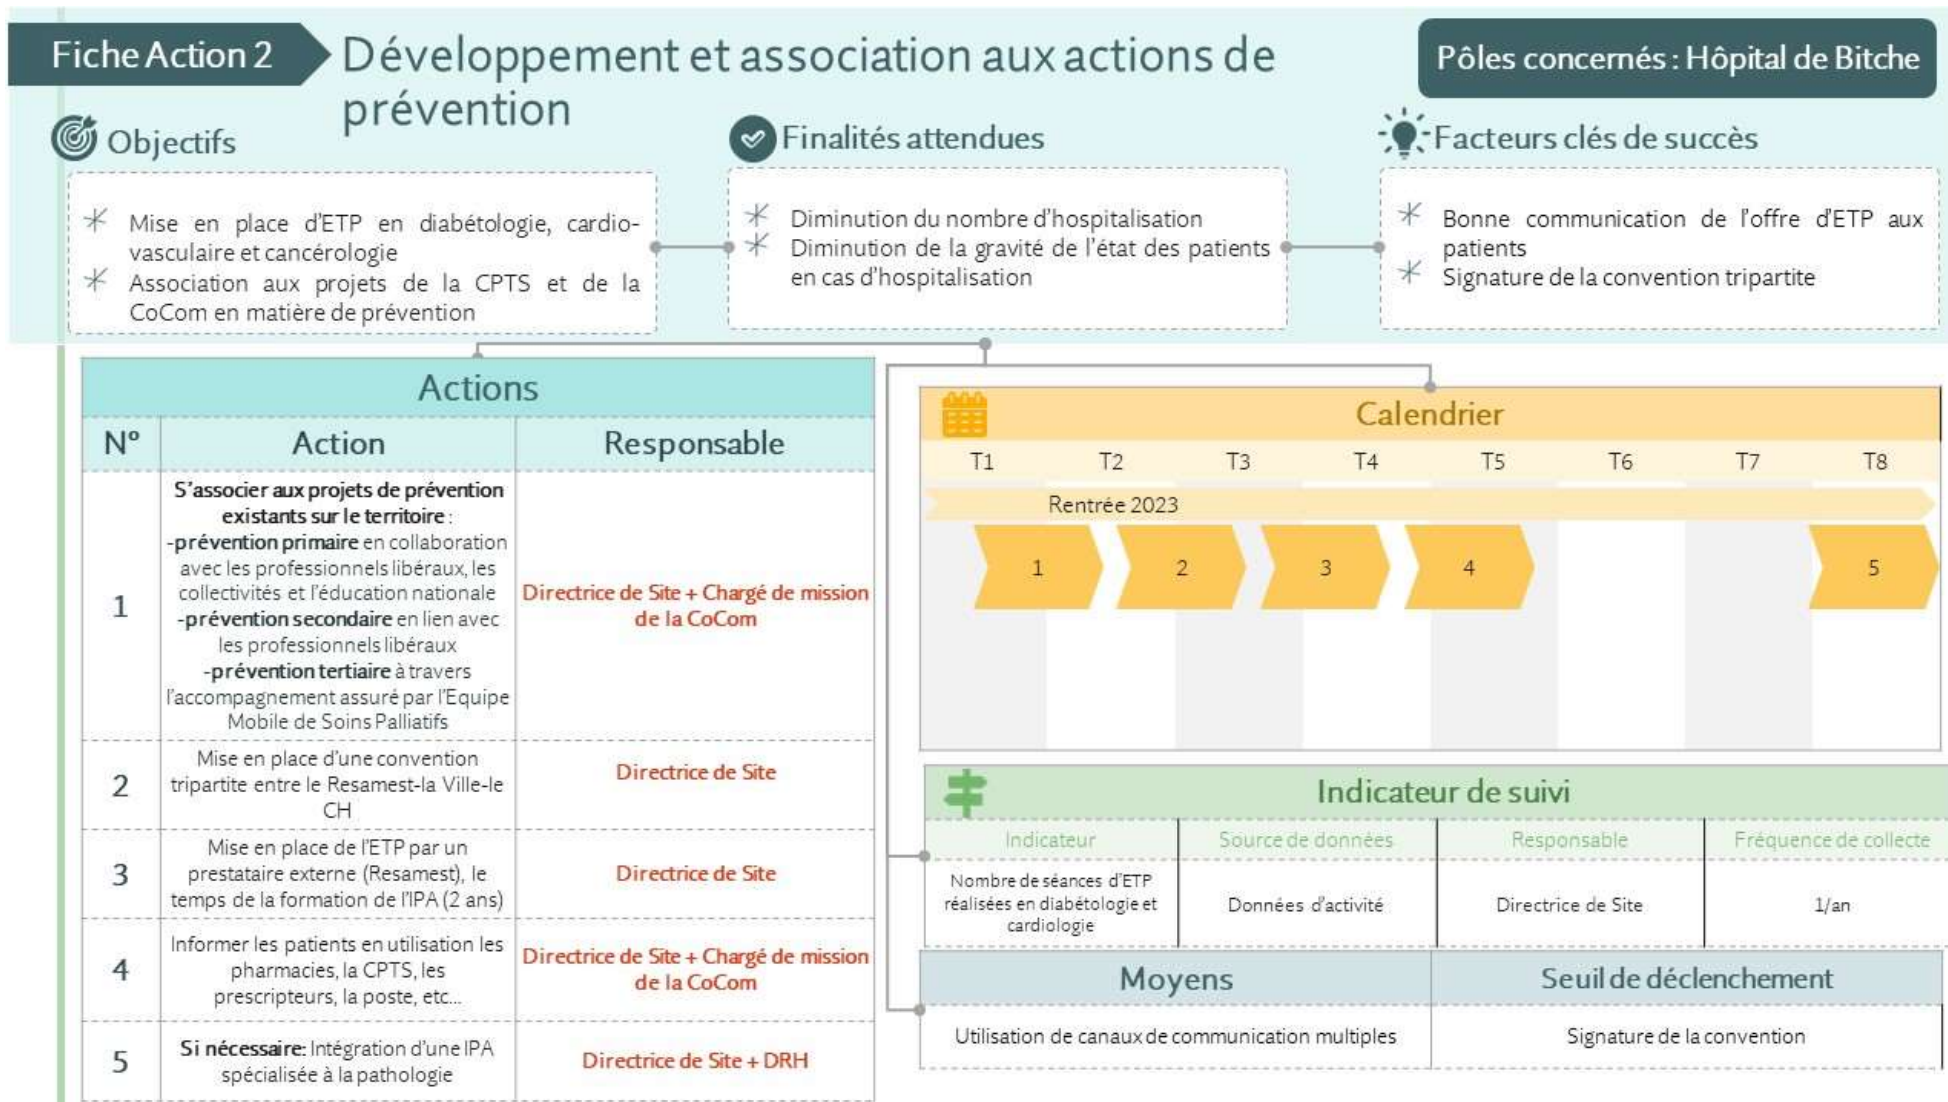 Fiche Action 2
Développement et association aux actions de
prévention
Pôles concernés : Hôpital de Bitche
Objectifs
Mise en place d'ETP en diabétologie, cardio-
vasculaire et cancérologie
Association aux projets de la CPTS et de la
CoCom en matière de prévention
Finalités attendues
Diminution du nombre d'hospitalisation
Diminution de la gravité de l'état des patients
en cas d'hospitalisation
Facteurs clés de succès
Bonne communication de l'offre d'ETP aux
patients
Signature de la convention tripartite
Actions
N° Action Responsable
1
S'associer aux projets de prévention
existants sur le territoire :
-prévention primaire en collaboration
avec les professionnels libéraux, les
collectivités et l'éducation nationale
-prévention secondaire en lien avec
les professionnels libéraux
-prévention tertiaire à travers
l'accompagnement assuré par l'Equipe
Mobile de Soins Palliatifs
Directrice de Site + Chargé de mission
de la CoCom
2
Mise en place d'une convention
tripartite entre le Resamest-la Ville-le
CH
Directrice de Site
3
Mise en place de l'ETP par un
prestataire externe (Resamest), le
temps de la formation de l'IPA (2 ans)
Directrice de Site
4
Informer les patients en utilisation les
pharmacies, la CPTS, les
prescripteurs, la poste, etc...
Directrice de Site + Chargé de mission
de la CoCom
5
Si nécessaire: Intégration d'une IPA
spécialisée à la pathologie
Directrice de Site + DRH
Calendrier
T1 T2 T3 T4 T5 T6 T7 T8
Rentrée 2023
1 2 3 4 5
Indicateur de suivi
Indicateur Source de données Responsable Fréquence de collecte
Nombre de séances d'ETP
réalisées en diabétologie et
cardiologie
Données d'activité
Directrice de Site
1/an
Moyens Seuil de déclenchement
Utilisation de canaux de communication multiples Signature de la convention